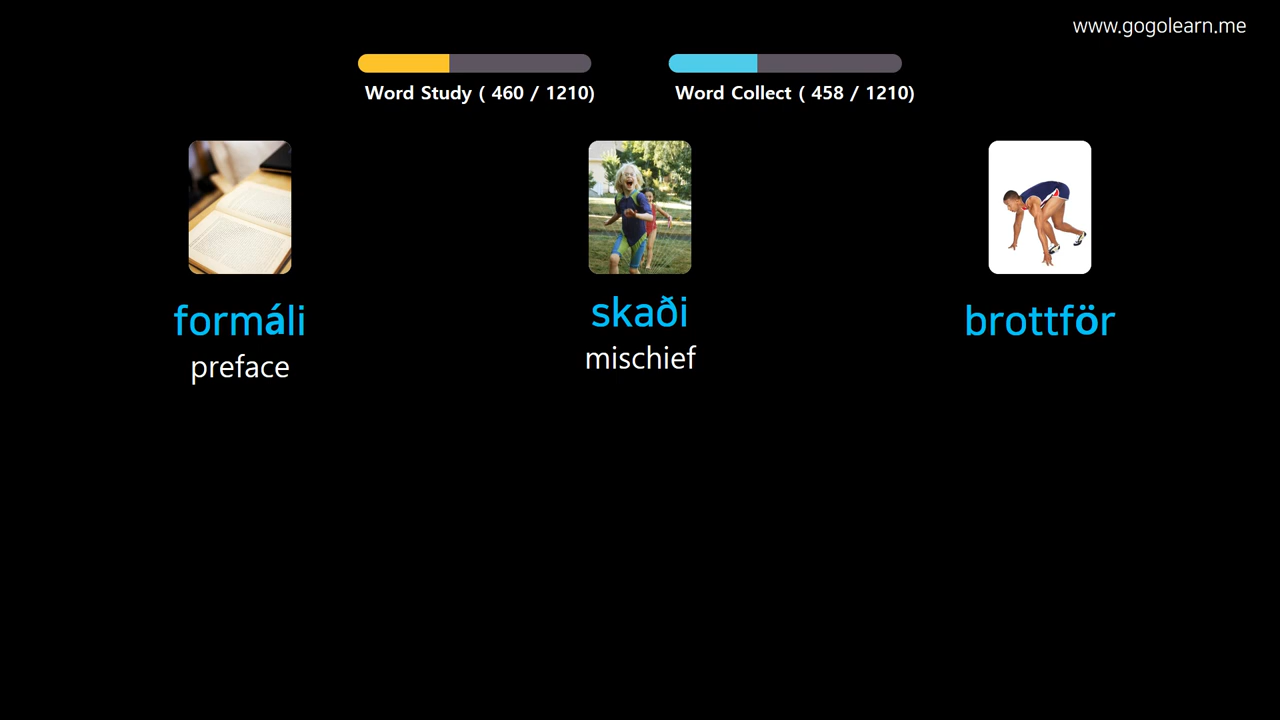 www.gogolearn.me
Word Study ( 460 / 1210)
Word Collect ( 458 / 1210)
formáli
preface
skaði
mischief
brottför